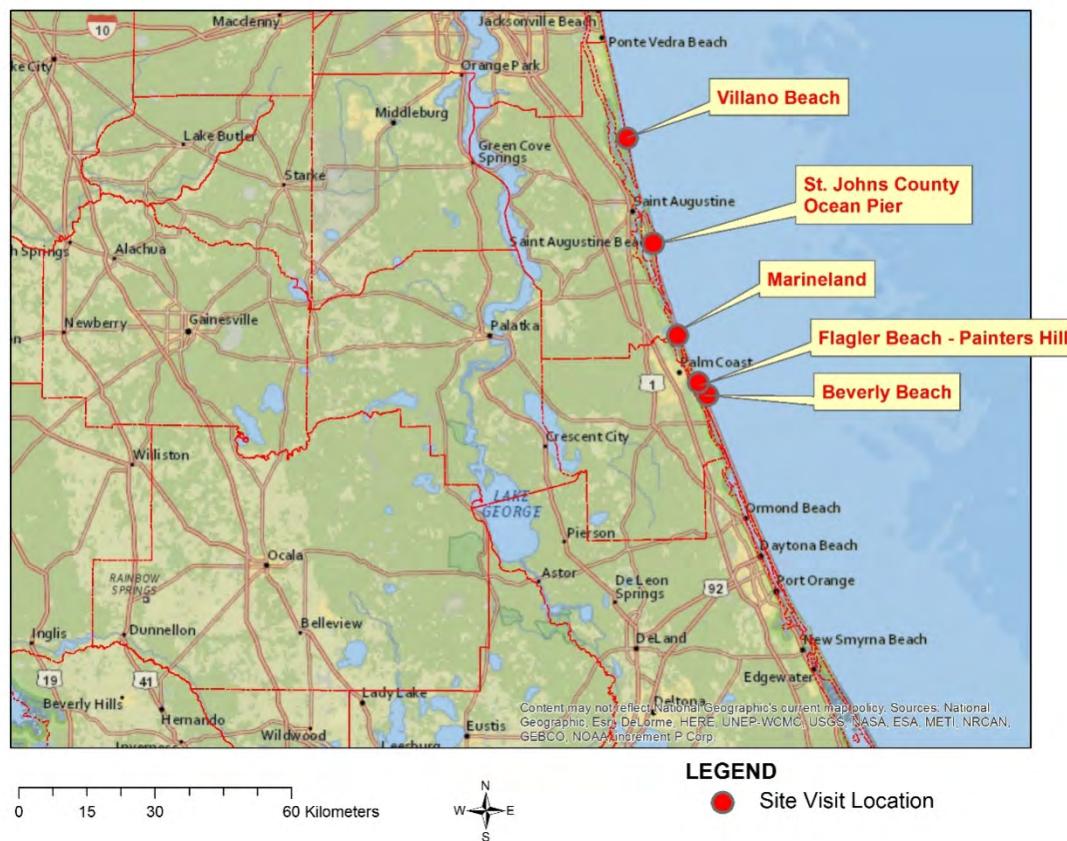 Macclenny
Jacksonville Beach
10
Ponte Vedra Beach
ke City
Orange Park
Villano Beach
Middleburg
Lake Butler
Green Cove
Springs
Starke
St. Johns County
Ocean Pier
Saint Augustine
h Springs
Alachua
Saint Augustine Beac
Marineland
Newberry
Gainesville
Palatka
Flagler Beach - Painters Hill
Palm Coast
1
Beverly Beach
Crescent City
Williston
LAKE
GEORGE
Ormond Beach
Pierson
Daytona Beach
Ocala
Astor
RAINBOW
SPRINGS
De Leon
Springs
92
Port Orange
Inglis
Dunnellon
Belleview
DeLand
New Smyrna Beach
19
41
Edgewater
Beverly Hills
Lady Lake
Deltona
Hernando
Content may not reflect National Geographic's current map policy. Sources: National
Geographic, Esri, DeLorme, HERE, UNEP-WCMC, USGS, NASA, ESA, METI, NRCAN,
GEBCO, NOAA, increment P Corp.
Inverness
Wildwood
Leesburg
Eustis
0 15 30 60 Kilometers
N
W E
S
LEGEND
Site Visit Location